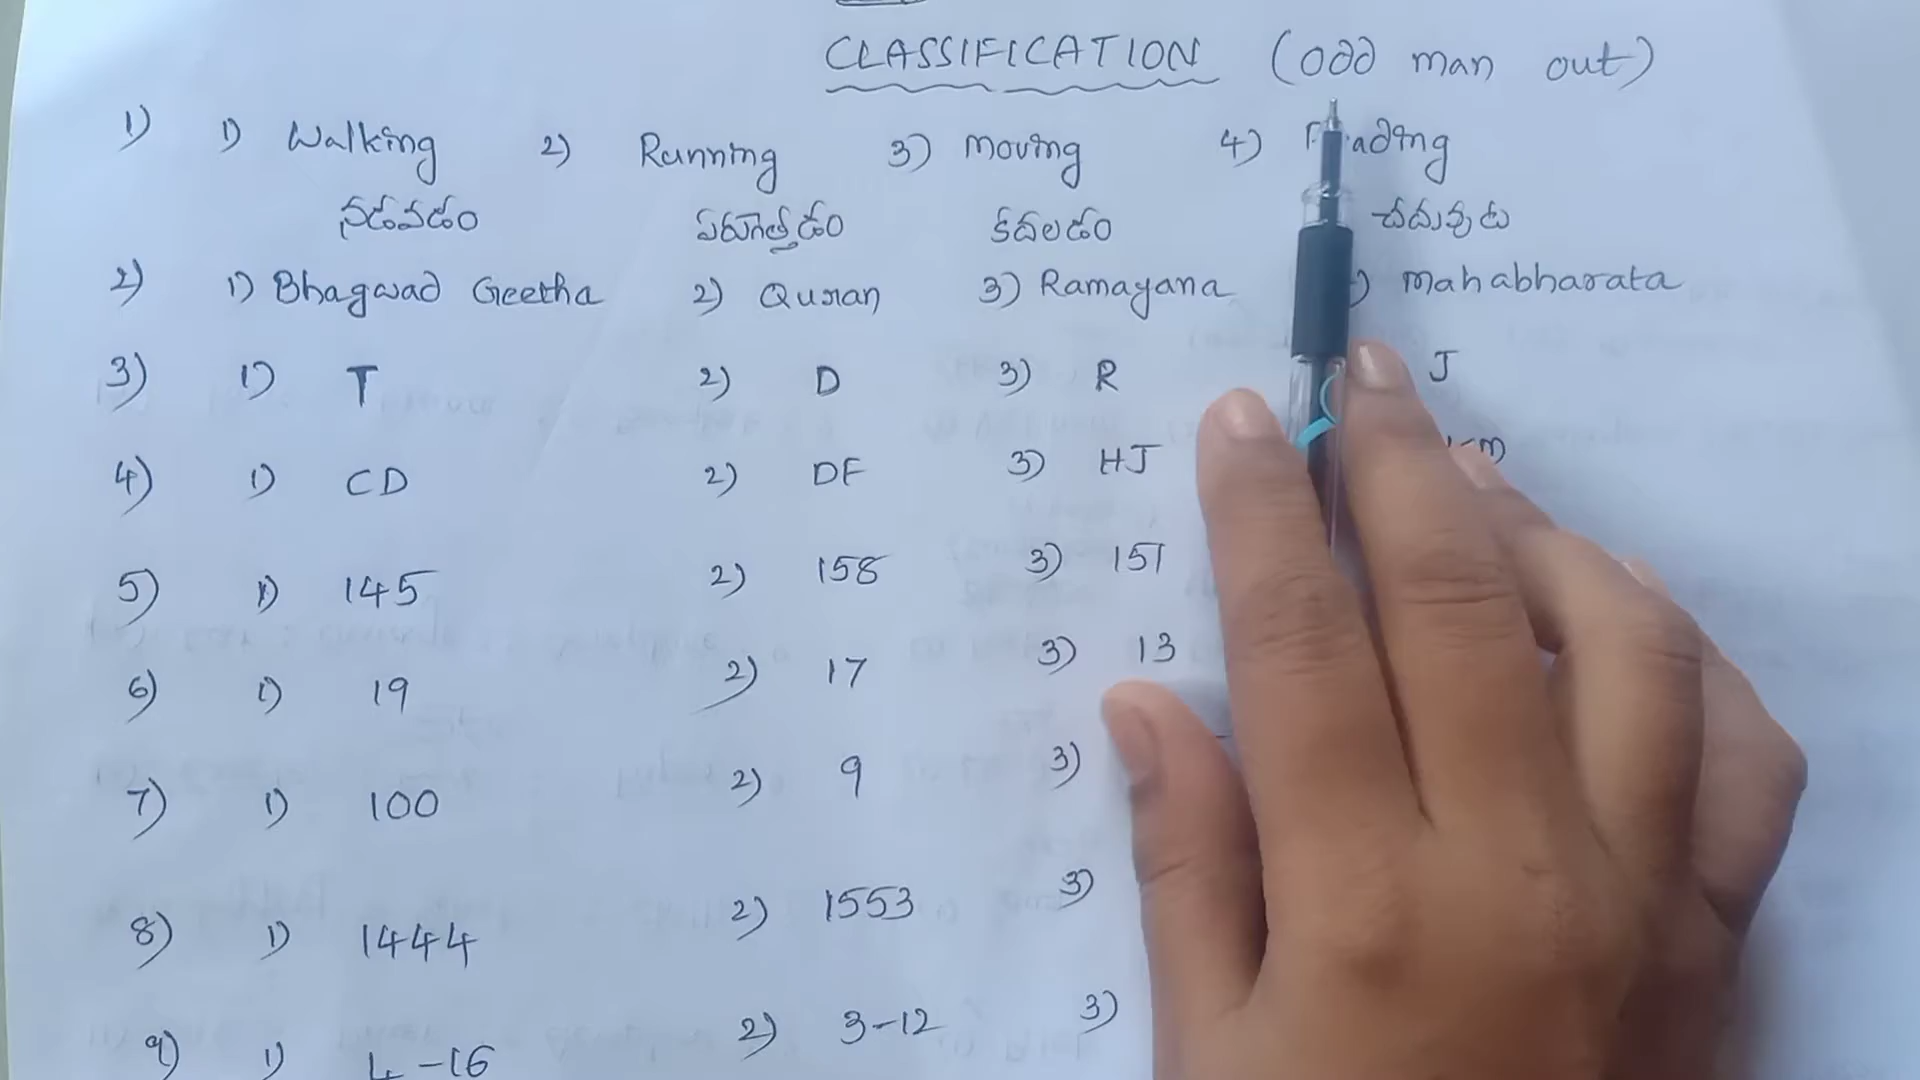 CLASSIFICATION (odd man out)
1) 1) Walking 2) Running 3) moving 4)
నడవడం పరుగెత్తడం కదలడం చదువుట
2) 1) Bhagwad Geetha 2) Quran 3) Ramayana ) mahabharata
3) 1) T 2) D 3) R J
4) 1) CD 2) DF 3) HJ
5) 1) 145 2) 158 3) 151
6) 1) 19 2) 17 3) 13
7) 1) 100 2) 9 3)
8) 1) 1444 2) 1553 3)
9) 1) 4-16 2) 3-12 3)